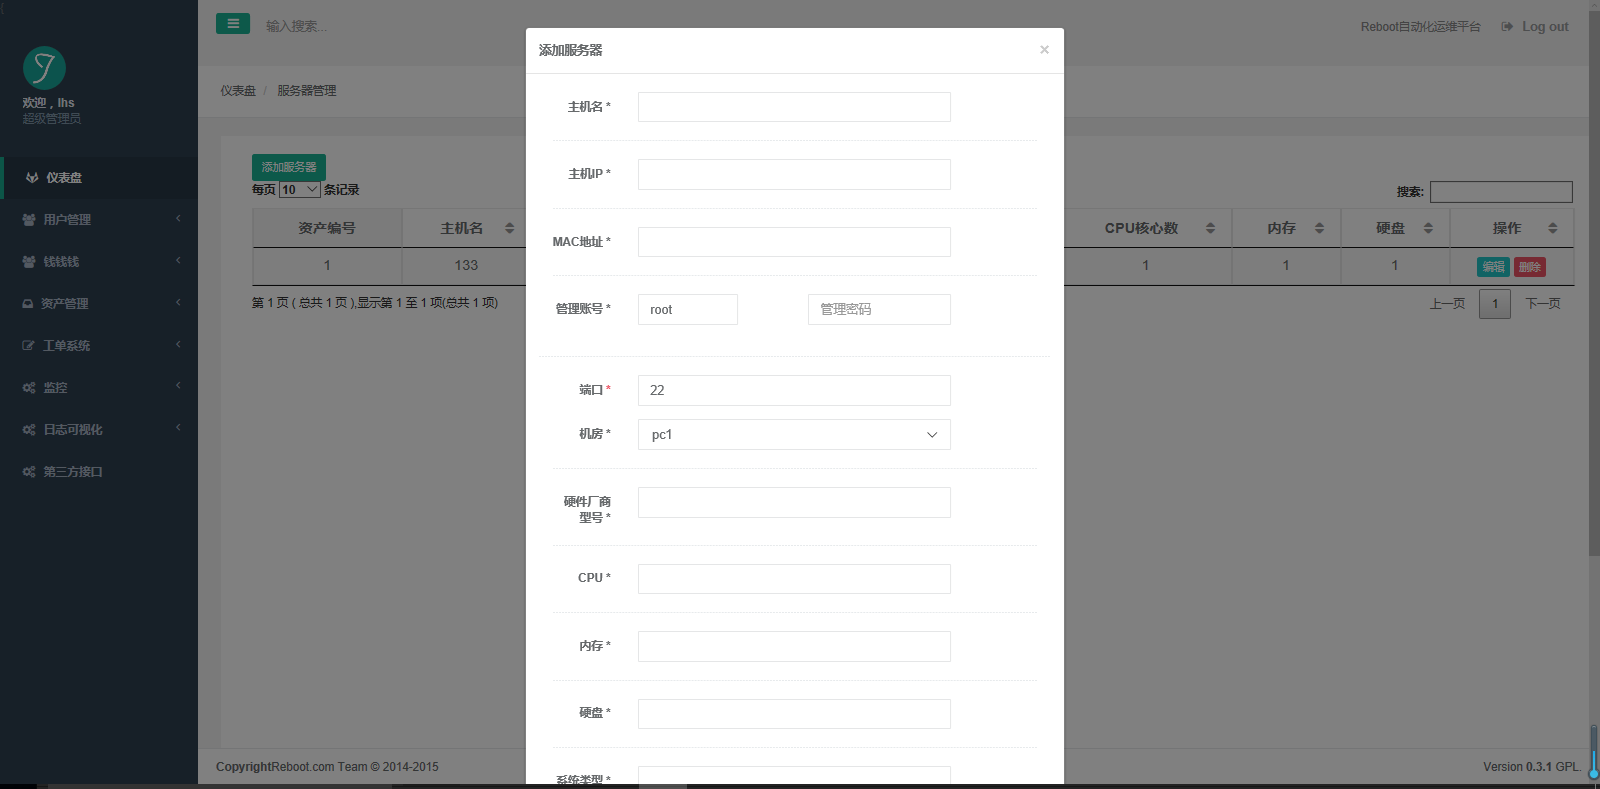 输入搜索...
Reboot自动化运维平台
Log out
欢迎，lhs
超级管理员
仪表盘
用户管理
钱钱钱
资产管理
工单系统
监控
日志可视化
第三方接口
仪表盘 / 服务器管理
添加服务器
每页 10 条记录
搜索:
资产编号 主机名 CPU核心数 内存 硬盘 操作
1 133 1 1 1 编辑 删除
第 1 页 ( 总共 1 页 ),显示第 1 至 1 项(总共 1 项)
上一页 1 下一页
添加服务器 ×
主机名 *
主机IP *
MAC地址 *
管理账号 * root 管理密码
端口 * 22
机房 * pc1
硬件厂商
型号 *
CPU *
内存 *
硬盘 *
系统类型 *
CopyrightReboot.com Team © 2014-2015
Version 0.3.1 GPL.